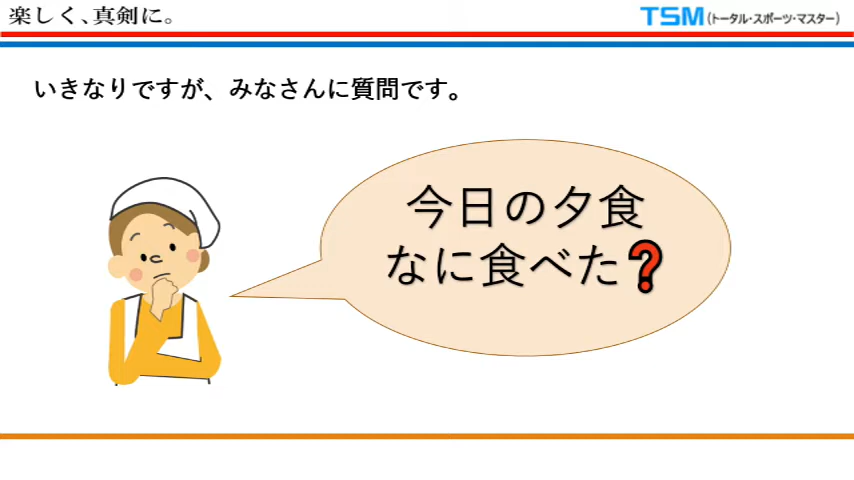 楽しく、真剣に。
TSM(トータル・スポーツ・マスター)
いきなりですが、みなさんに質問です。
今日の夕食
なに食べた❓